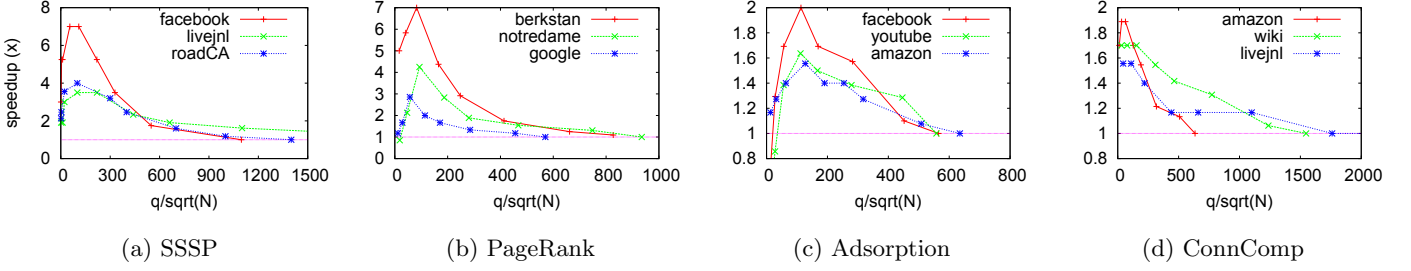 speedup (x)
8
6
4
2
0
facebook
livejnl
roadCA
0 300 600 900 1200 1500
q/sqrt(N)
(a) SSSP
7
6
5
4
3
2
1
0
berkstan
notredame
google
0 200 400 600 800 1000
q/sqrt(N)
(b) PageRank
2
1.8
1.6
1.4
1.2
1
0.8
facebook
youtube
amazon
0 200 400 600 800
q/sqrt(N)
(c) Adsorption
2
1.8
1.6
1.4
1.2
1
0.8
amazon
wiki
livejnl
0 500 1000 1500 2000
q/sqrt(N)
(d) ConnComp